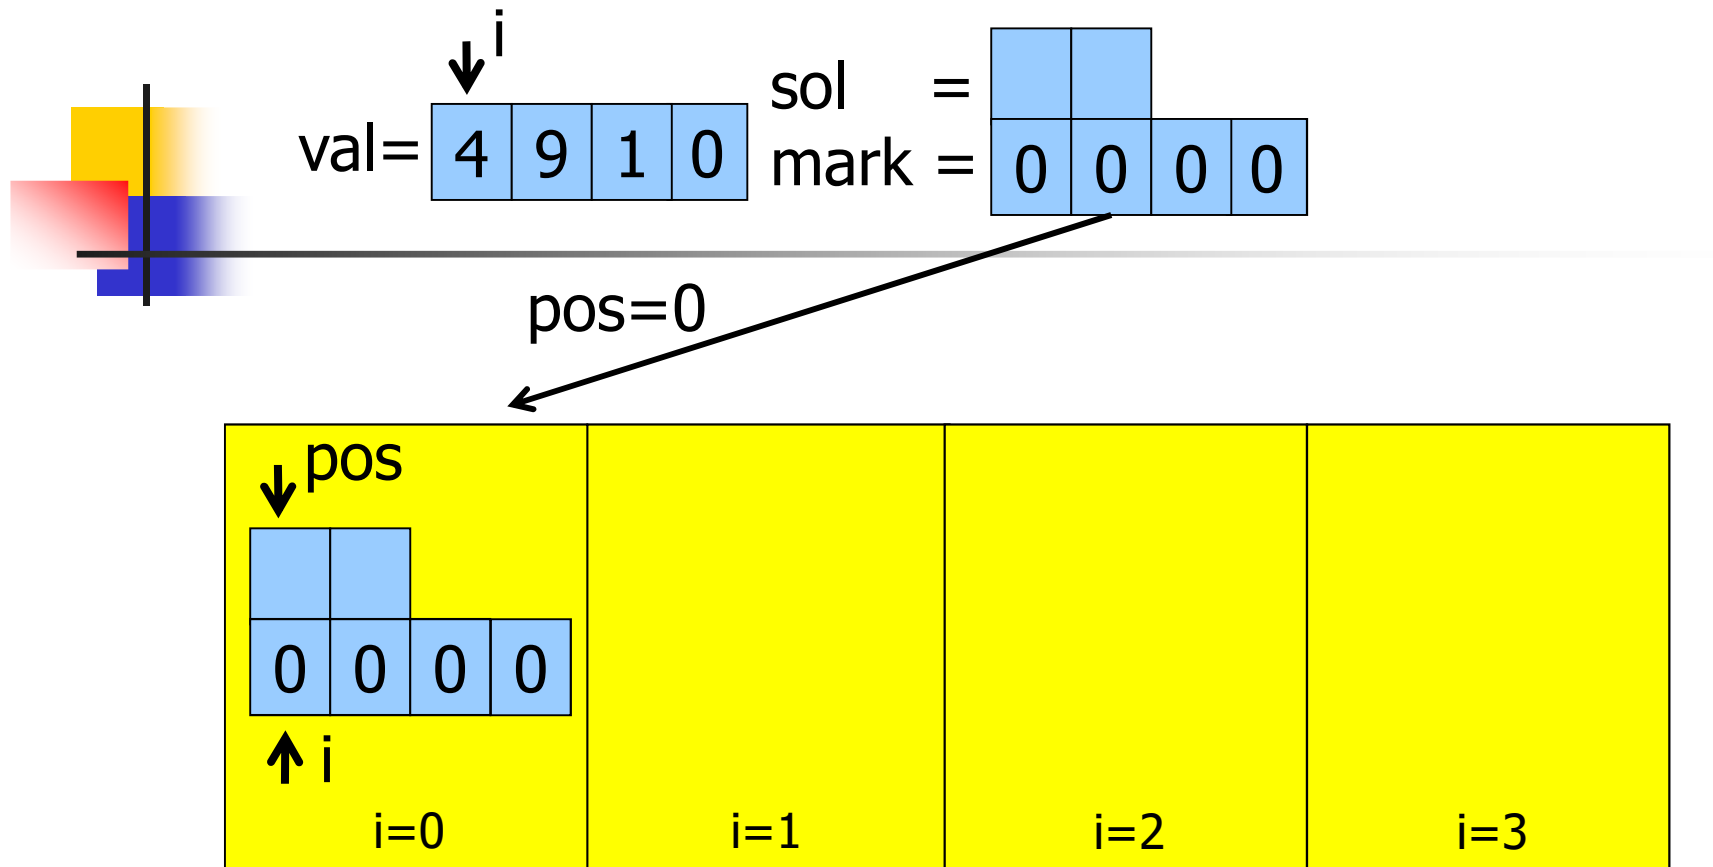 i
val= 4 9 1 0
sol =
mark = 0 0 0 0
pos=0
pos
0 0 0 0
i
i=0 i=1 i=2 i=3